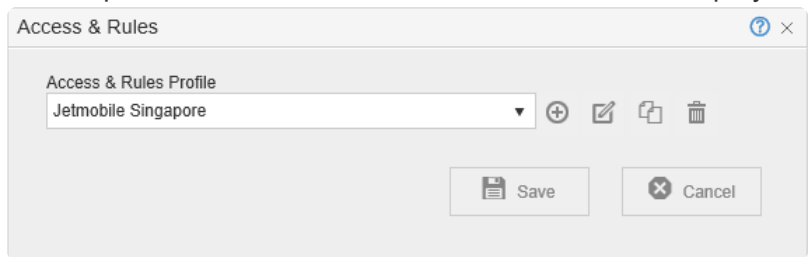 Access & Rules
Access & Rules Profile
Jetmobile Singapore
Save
Cancel